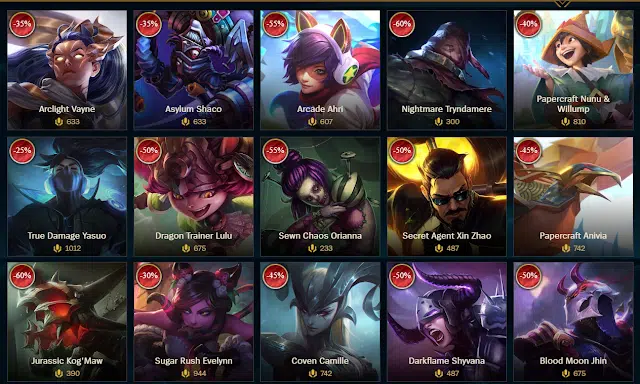 -35%
Arclight Vayne
633
-35%
Asylum Shaco
633
-55%
Arcade Ahri
607
-60%
Nightmare Tryndamere
300
-40%
Papercraft Nunu &
Willump
810
-25%
True Damage Yasuo
1012
-50%
Dragon Trainer Lulu
675
-55%
Sewn Chaos Orianna
233
-50%
Secret Agent Xin Zhao
487
-45%
Papercraft Anivia
742
-60%
Jurassic Kog'Maw
390
-30%
Sugar Rush Evelynn
944
-45%
Coven Camille
742
-50%
Darkflame Shyvana
487
-50%
Blood Moon Jhin
675